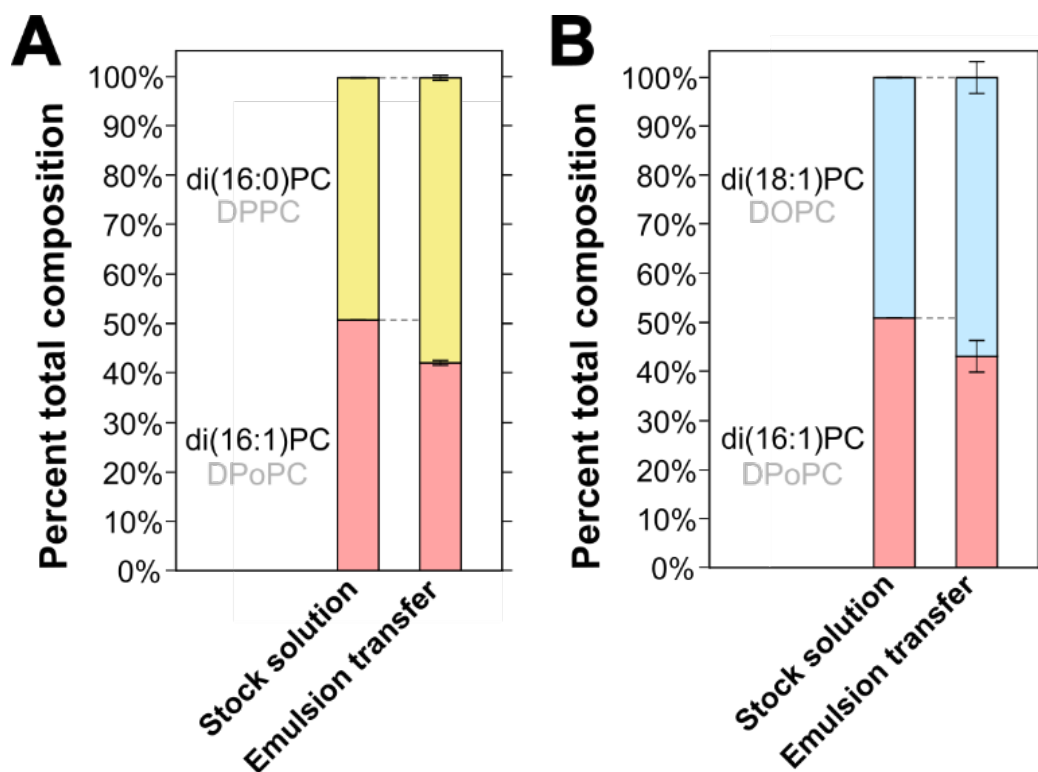 A
Percent total composition
100%
90%
80%
70%
60%
50%
40%
30%
20%
10%
0%
di(16:0)PC
DPPC
di(16:1)PC
DPoPC
Stock solution
Emulsion transfer
B
Percent total composition
100%
90%
80%
70%
60%
50%
40%
30%
20%
10%
0%
di(18:1)PC
DOPC
di(16:1)PC
DPoPC
Stock solution
Emulsion transfer